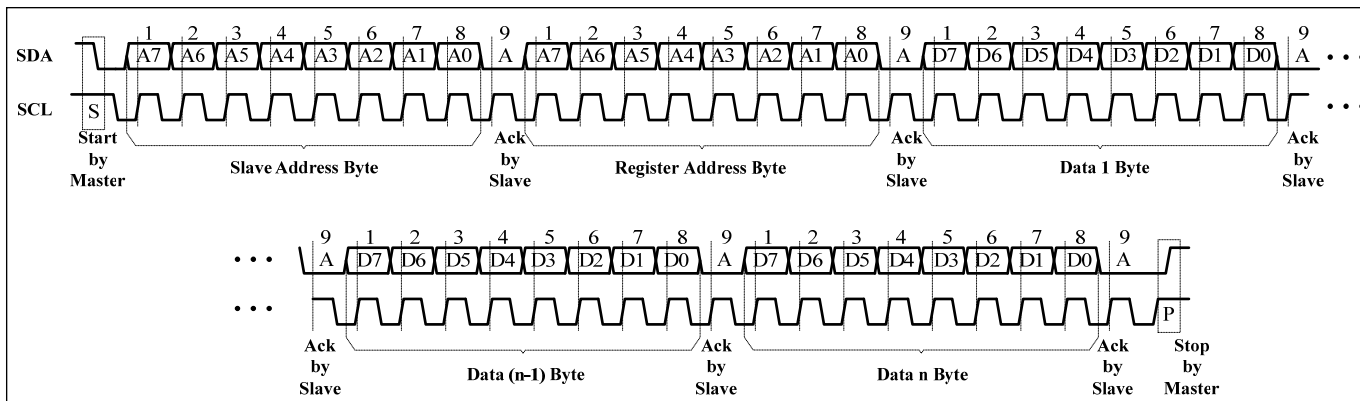 1 2 3 4 5 6 7 8 9 1 2 3 4 5 6 7 8 9 1 2 3 4 5 6 7 8 9
SDA A7 A6 A5 A4 A3 A2 A1 A0 A A7 A6 A5 A4 A3 A2 A1 A0 A D7 D6 D5 D4 D3 D2 D1 D0 A • • •
SCL S • • •
Start by Master
Slave Address Byte
Ack by Slave
Register Address Byte
Ack by Slave
Data 1 Byte
Ack by Slave
9 1 2 3 4 5 6 7 8 9 1 2 3 4 5 6 7 8 9
• • • A D7 D6 D5 D4 D3 D2 D1 D0 A D7 D6 D5 D4 D3 D2 D1 D0 A
• • • P
Ack by Slave
Data (n-1) Byte
Ack by Slave
Data n Byte
Ack by Slave
Stop by Master